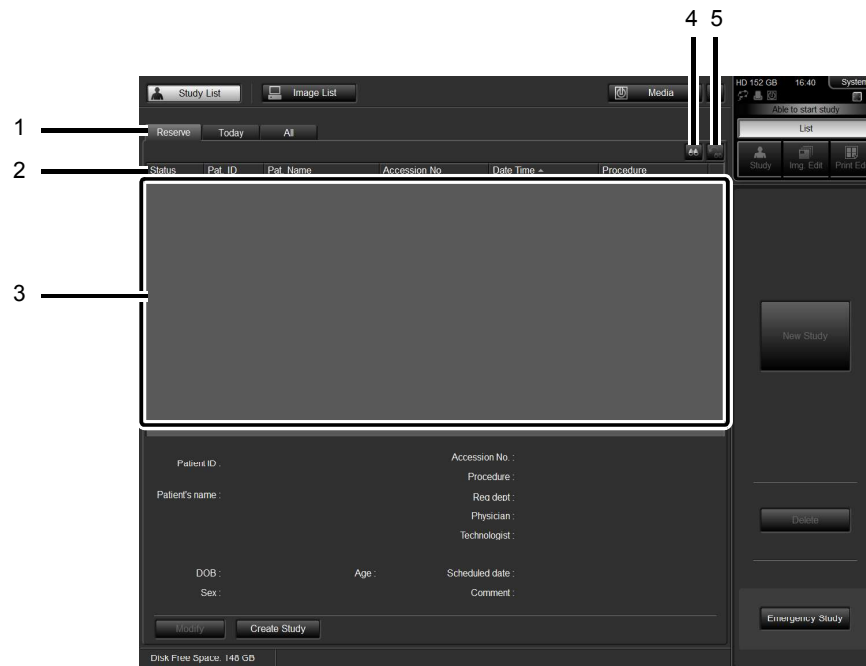 4 5
HD 152 GB 16:40 System
Study List Image List Media
Able to start study
List
1
Reserve Today All
Study Img. Edit Print Ed
2
Status Pat. ID Pat. Name Accession No Date Time Procedure
3
New Study
Patient ID :
Accession No. :
Procedure :
Patient's name :
Req dept :
Physician :
Technologist :
Delete
DOB : Age : Scheduled date :
Sex : Comment :
Modify Create Study
Emergency Study
Disk Free Space. 148 GB